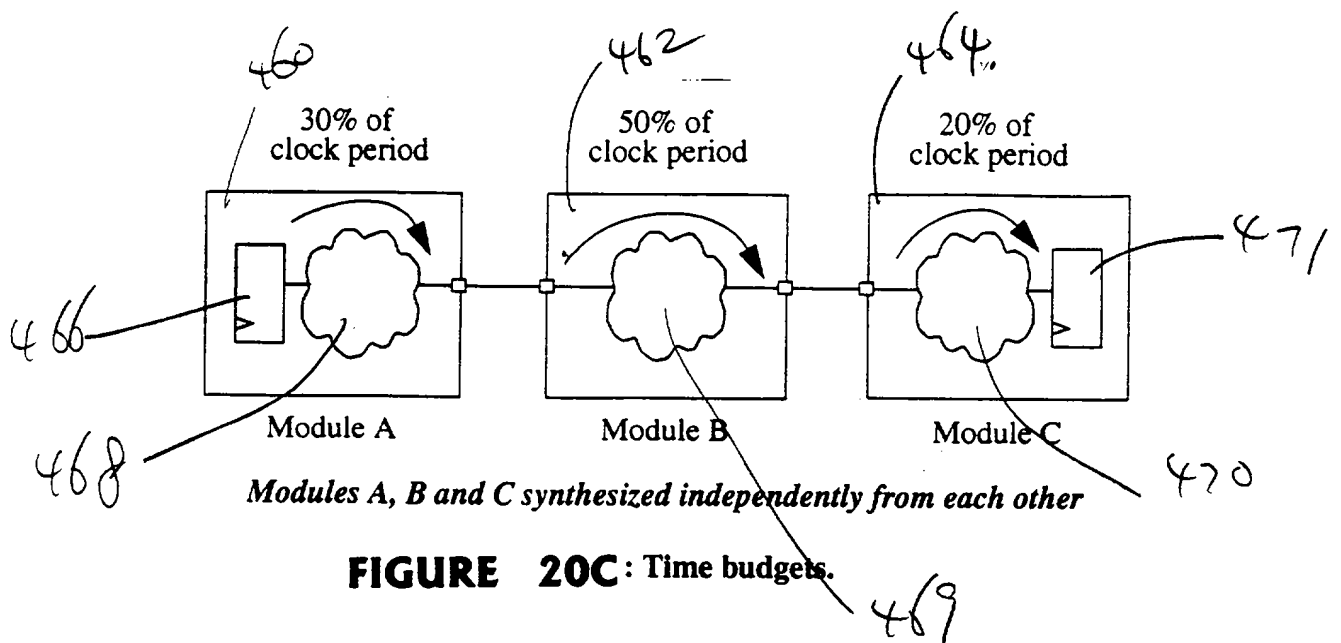 460
462
464
30% of
clock period
50% of
clock period
20% of
clock period
471
466
Module A
Module B
Module C
468
470
Modules A, B and C synthesized independently from each other
FIGURE 20C: Time budgets.
469